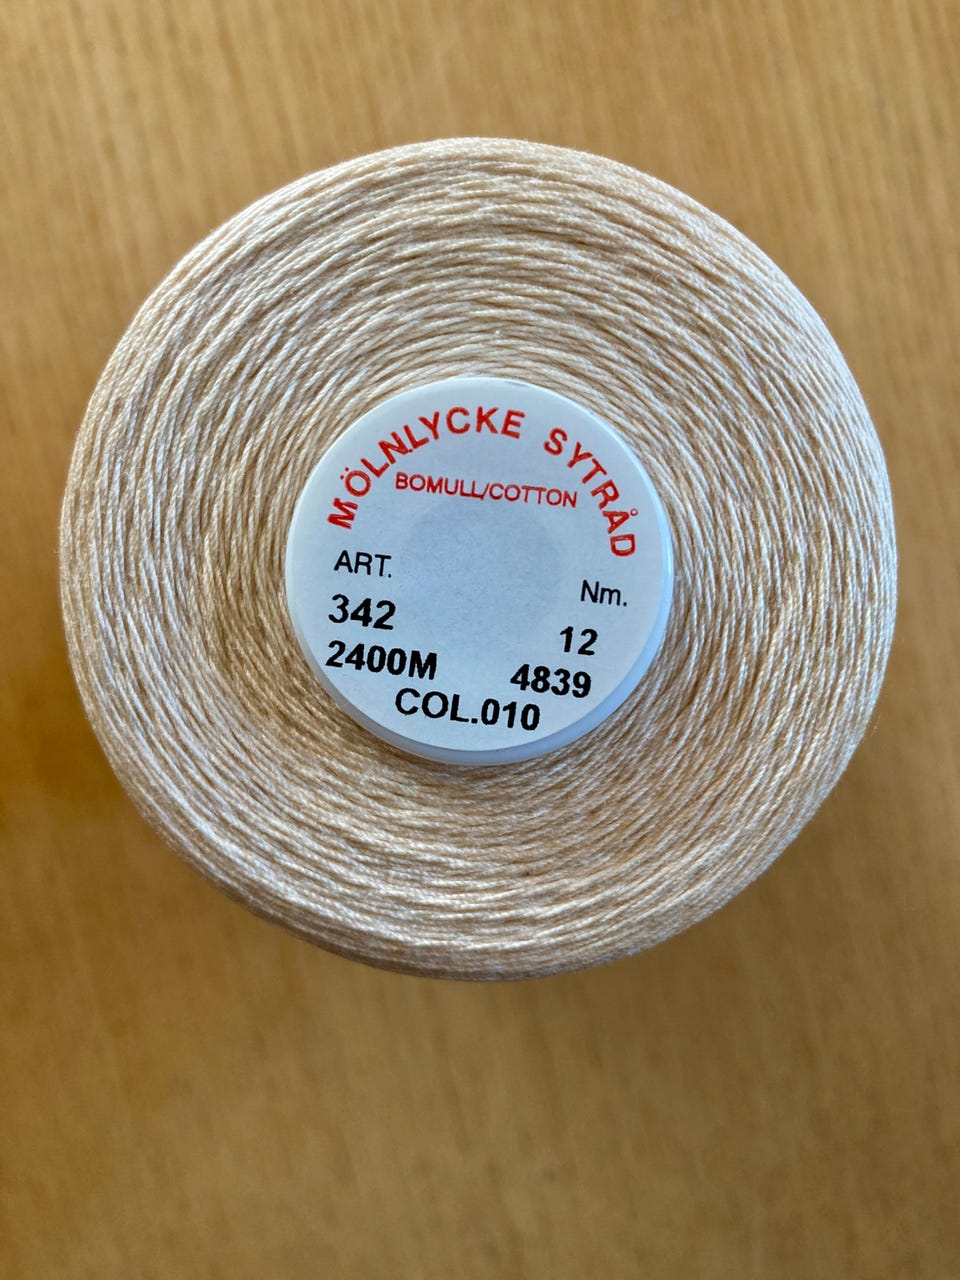 MÖLNLYCKE SYTRÅD
BOMULL/COTTON
ART. Nm.
342 12
2400M 4839
COL.010